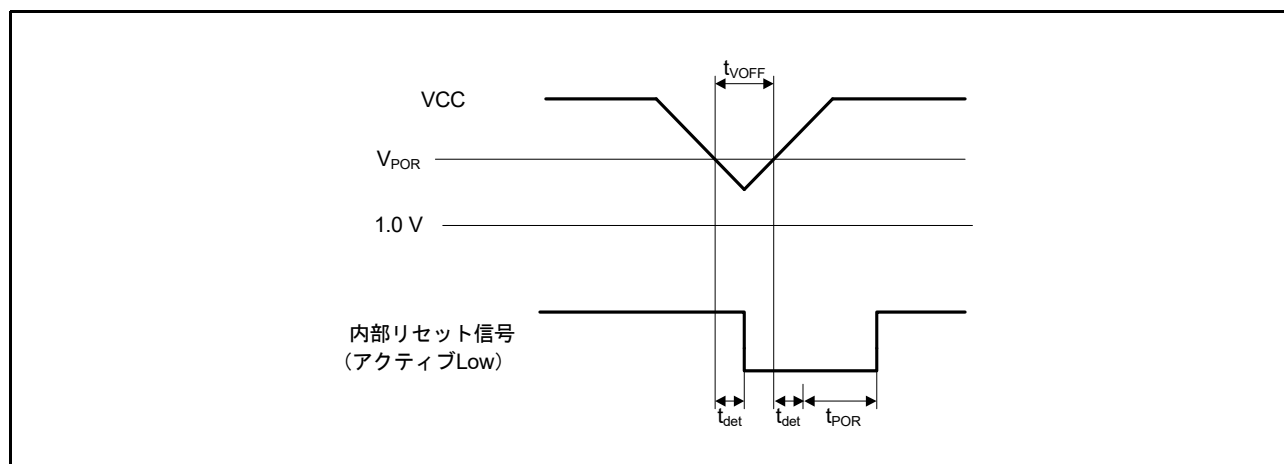 tVOFF
VCC
VPOR
1.0 V
内部リセット信号
（アクティブLow）
tdet
tdet
tPOR